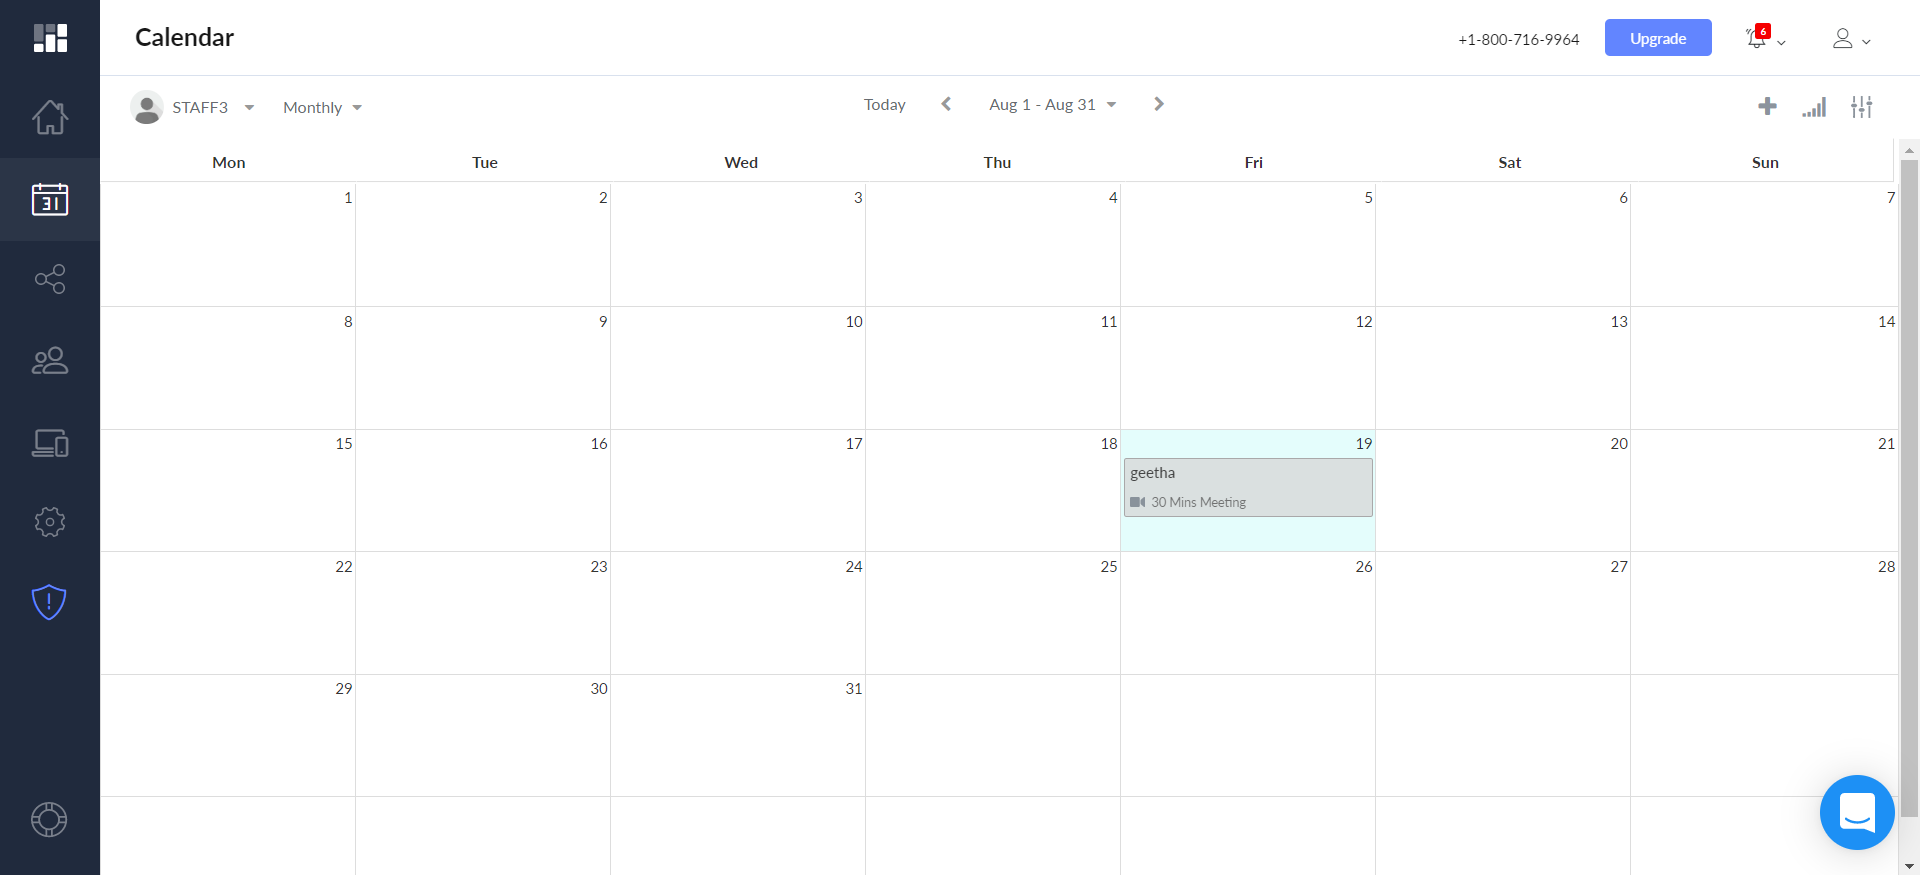 Calendar
+1-800-716-9964
Upgrade
6
STAFF3
Monthly
Today
Aug 1 - Aug 31
Mon Tue Wed Thu Fri Sat Sun
1 2 3 4 5 6 7
31
8 9 10 11 12 13 14
15 16 17 18 19 20 21
geetha
30 Mins Meeting
22 23 24 25 26 27 28
29 30 31